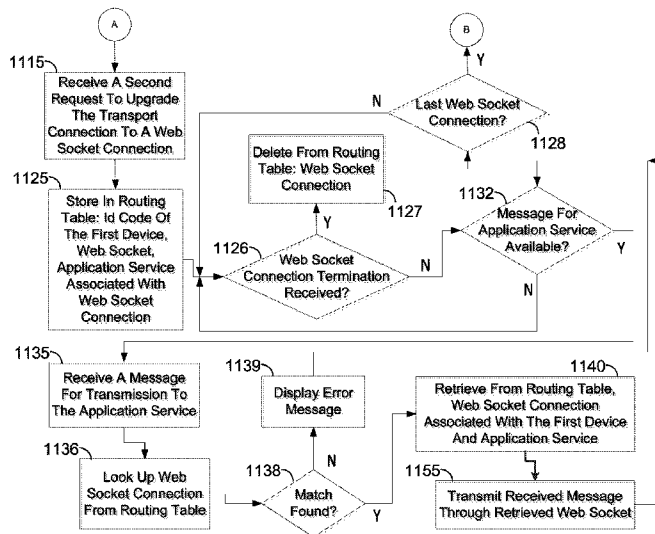 A
B
1115
Receive A Second
Request To Upgrade
The Transport
Connection To A Web
Socket Connection
Y
N
Last Web Socket
Connection?
1128
Delete From Routing
Table: Web Socket
Connection
1127
1125
Store In Routing
Table: Id Code Of
The First Device,
Web Socket,
Application Service
Associated With
Web Socket
Connection
1132
Message For
Application Service
Available?
Y
N
Y
1126
Web Socket
Connection Termination
Received?
N
1135
Receive A Message
For Transmission To
The Application Service
1139
Display Error
Message
1140
Retrieve From Routing Table,
Web Socket Connection
Associated With The First Device
And Application Service
1136
Look Up Web
Socket Connection
From Routing Table
N
1138
Match
Found?
Y
1155
Transmit Received Message
Through Retrieved Web Socket